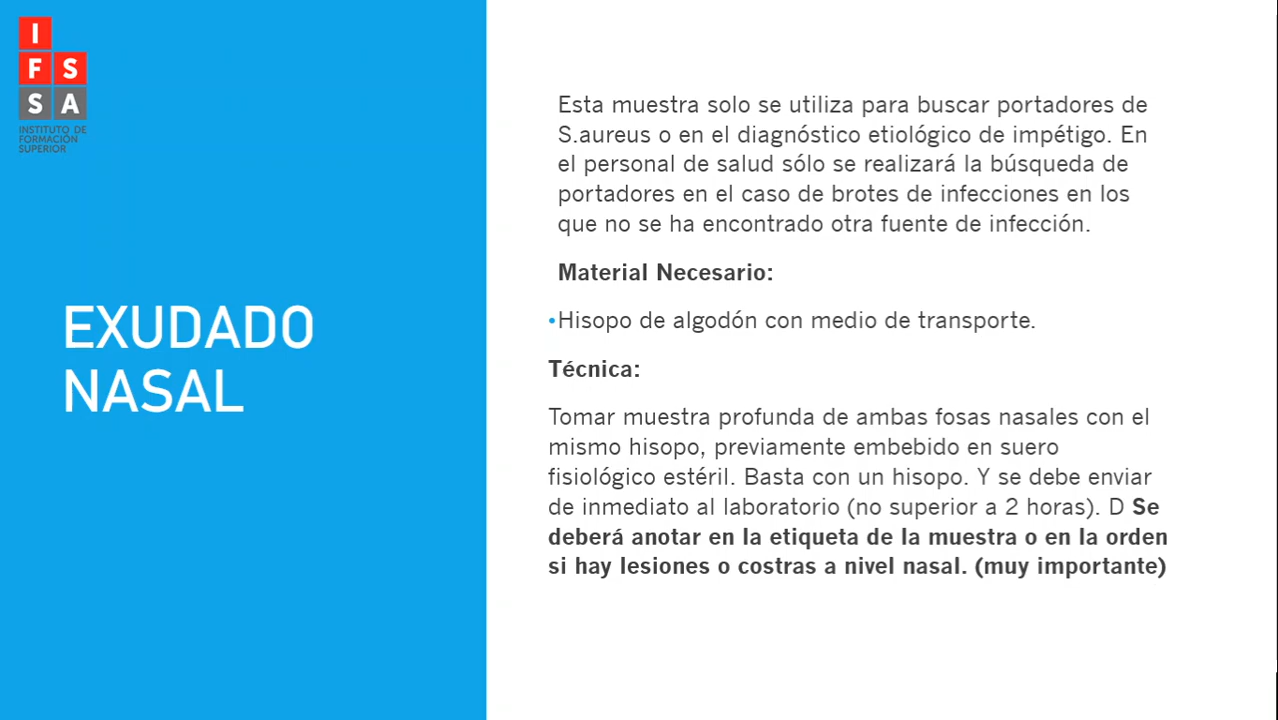 I
F S
S A
INSTITUTO DE
FORMACIÓN
SUPERIOR
EXUDADO
NASAL
Esta muestra solo se utiliza para buscar portadores de
S.aureus o en el diagnóstico etiológico de impétigo. En
el personal de salud sólo se realizará la búsqueda de
portadores en el caso de brotes de infecciones en los
que no se ha encontrado otra fuente de infección.
Material Necesario:
•Hisopo de algodón con medio de transporte.
Técnica:
Tomar muestra profunda de ambas fosas nasales con el
mismo hisopo, previamente embebido en suero
fisiológico estéril. Basta con un hisopo. Y se debe enviar
de inmediato al laboratorio (no superior a 2 horas). D Se
deberá anotar en la etiqueta de la muestra o en la orden
si hay lesiones o costras a nivel nasal. (muy importante)